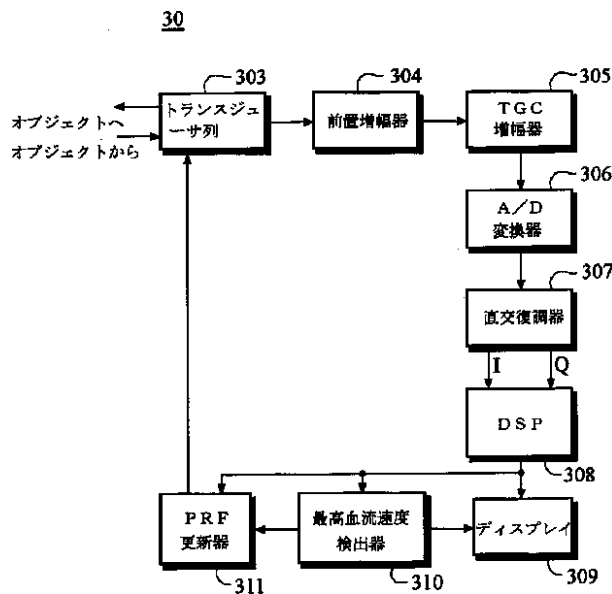 30
303
304
305
トランスジュ
ーサ列
前置増幅器
TGC
増幅器
オブジェクトへ
オブジェクトから
306
A/D
変換器
307
直交復調器
I
Q
DSP
308
PRF
更新器
最高血流速度
検出器
ディスプレイ
311
310
309